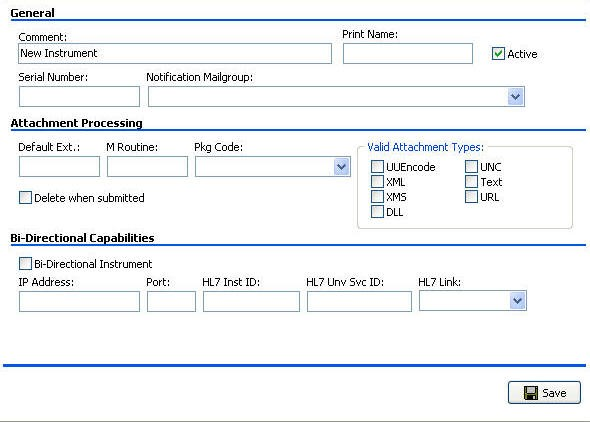 General
Comment: Print Name:
New Instrument Active
Serial Number: Notification Mailgroup:
Attachment Processing
Default Ext.: M Routine: Pkg Code: Valid Attachment Types:
UUEncode UNC
XML Text
Delete when submitted XMS URL
DLL
Bi-Directional Capabilities
Bi-Directional Instrument
IP Address: Port: HL7 Inst ID: HL7 Unv Svc ID: HL7 Link:
Save